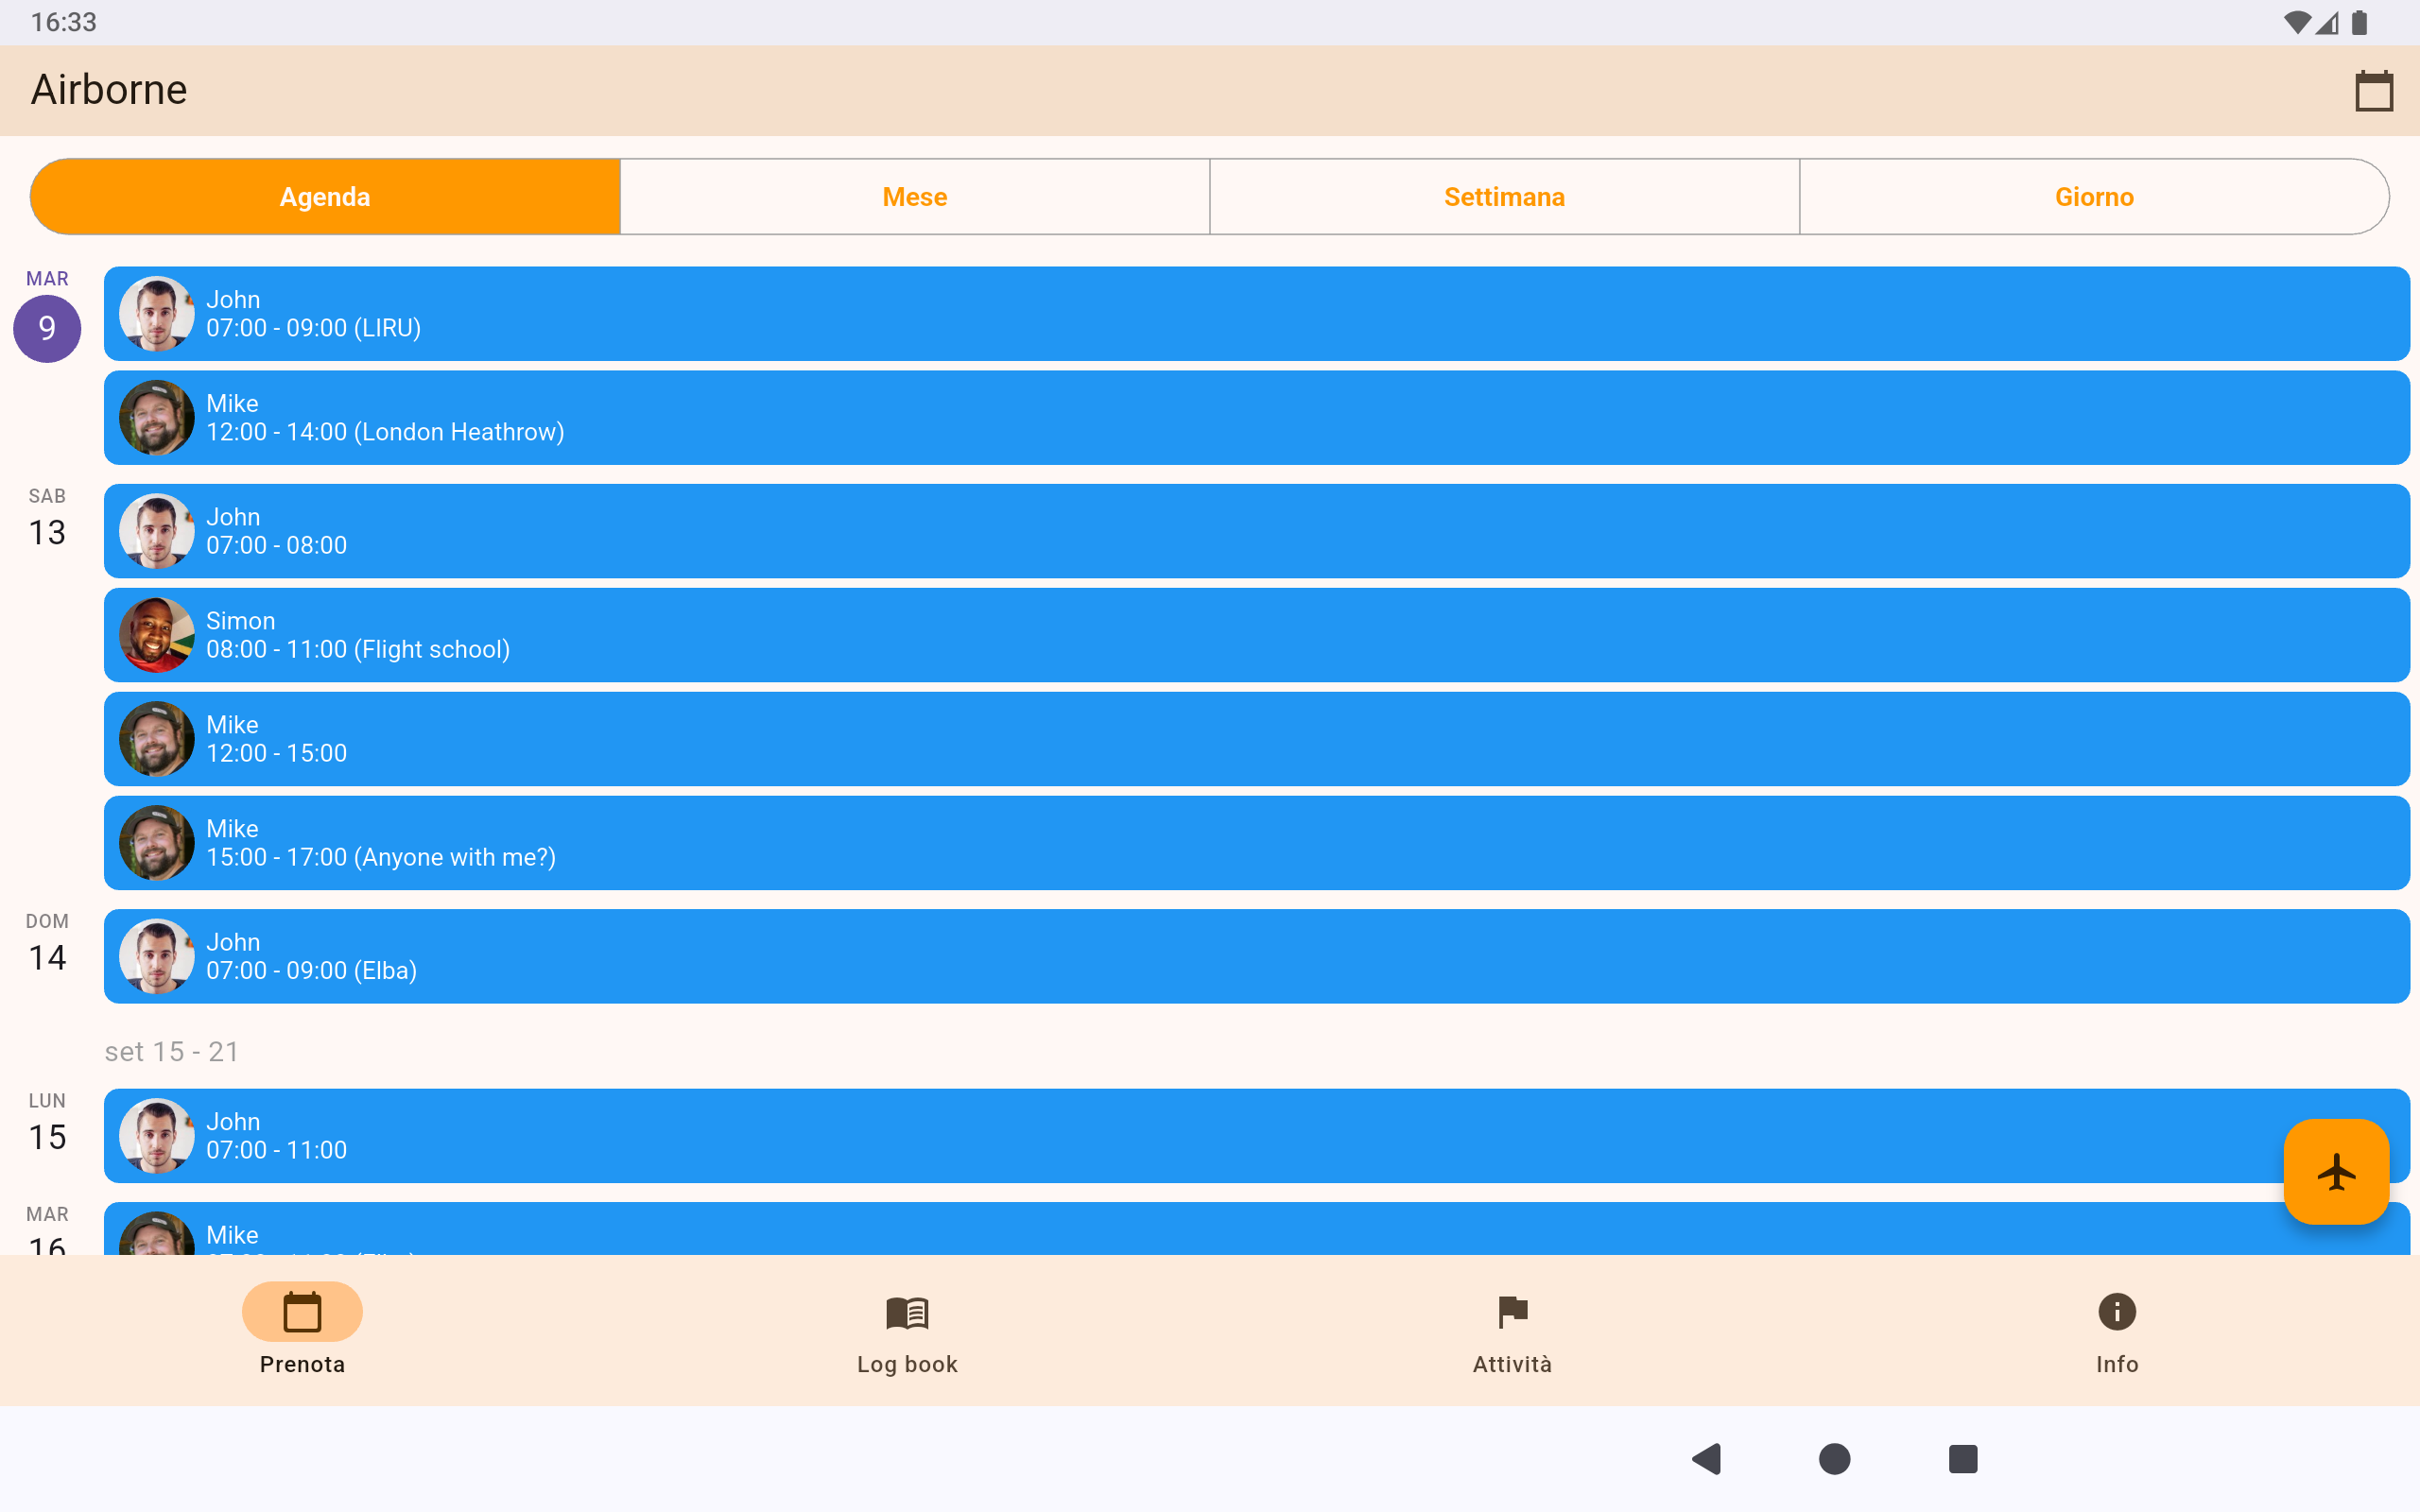 16:33
Airborne
Agenda
Mese
Settimana
Giorno
MAR
9
John
07:00 - 09:00 (LIRU)
Mike
12:00 - 14:00 (London Heathrow)
SAB
13
John
07:00 - 08:00
Simon
08:00 - 11:00 (Flight school)
Mike
12:00 - 15:00
Mike
15:00 - 17:00 (Anyone with me?)
DOM
14
John
07:00 - 09:00 (Elba)
set 15 - 21
LUN
15
John
07:00 - 11:00
MAR
16
Mike
Prenota
Log book
Attività
Info